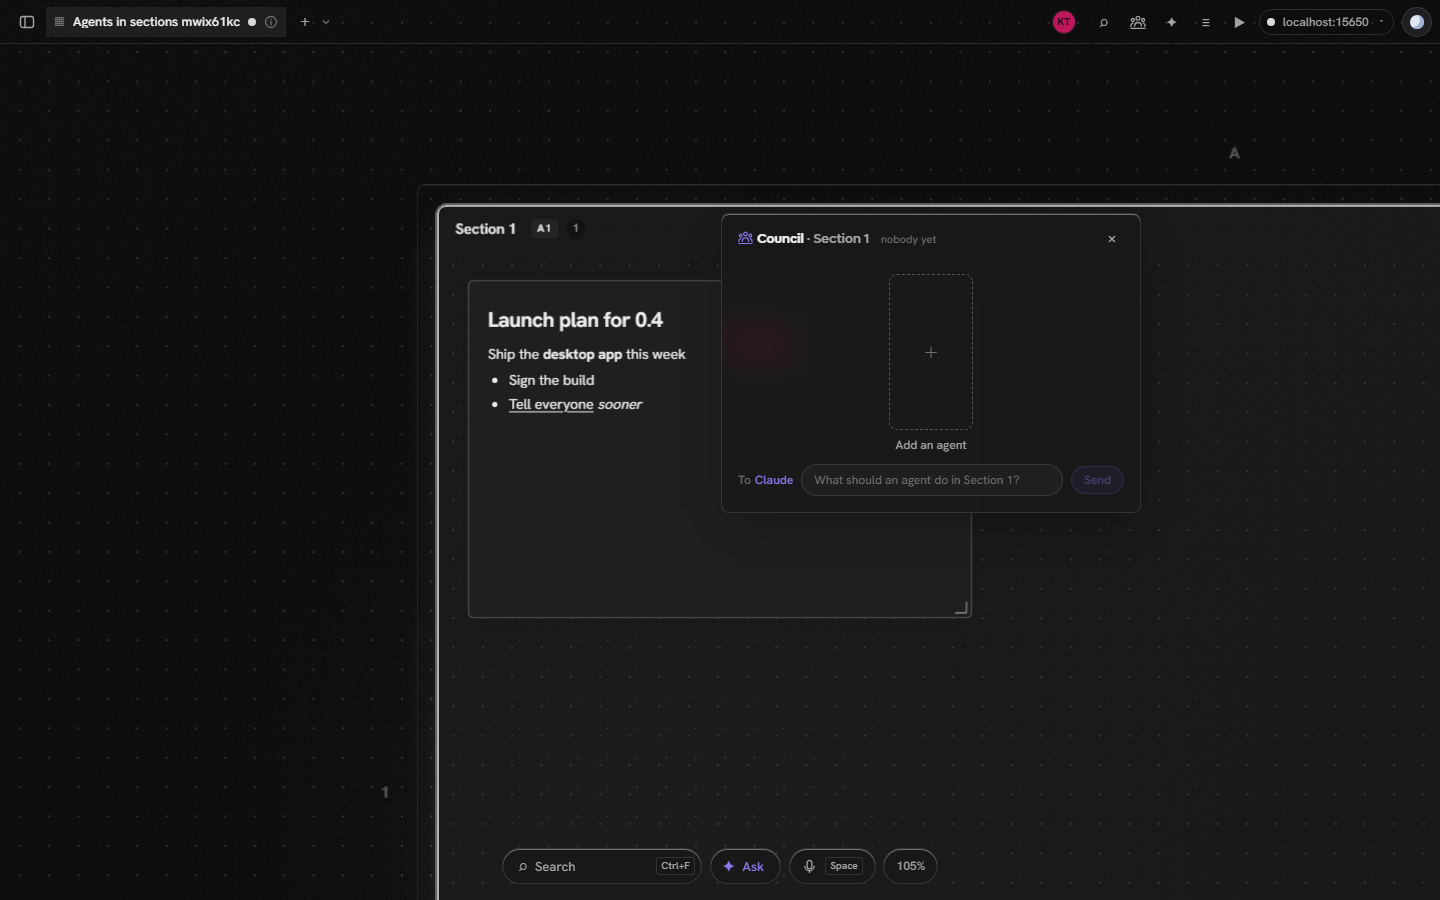 Agents in sections mwix61kc
KT
localhost:15650
A
Section 1 A1 1
Council · Section 1 nobody yet
Launch plan for 0.4
Ship the desktop app this week
Sign the build
Tell everyone sooner
Add an agent
To Claude What should an agent do in Section 1? Send
1
Search Ctrl+F Ask Space 105%